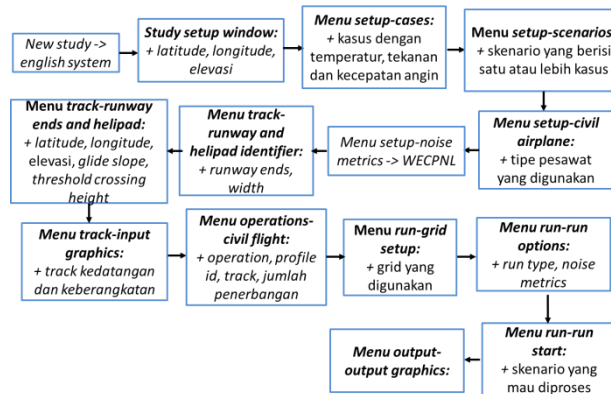 New study ->
english system
Study setup window:
+ latitude, longitude,
elevasi
Menu setup-cases:
+ kasus dengan
temperatur, tekanan
dan kecepatan angin
Menu setup-scenarios:
+ skenario yang berisi
satu atau lebih kasus
Menu setup-civil
airplane:
+ tipe pesawat
yang digunakan
Menu setup-noise
metrics -> WECPNL
Menu track-
runway and
helipad identifier:
+ runway ends,
width
Menu track-runway
ends and helipad:
+ latitude, longitude,
elevasi, glide slope,
threshold crossing
height
Menu track-input
graphics:
+ track kedatangan
dan keberangkatan
Menu operations-
civil flight:
+ operation, profile
id, track, jumlah
penerbangan
Menu run-grid
setup:
+ grid yang
digunakan
Menu run-run
options:
+ run type, noise
metrics
Menu run-run
start:
+ skenario yang
mau diproses
Menu output-
output graphics: